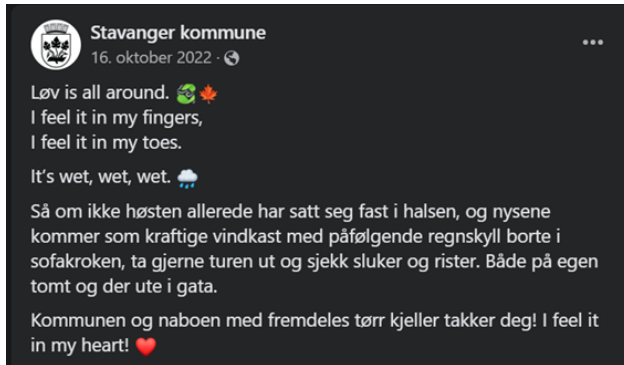 Stavanger kommune
16. oktober 2022 ·
Løv is all around. 🍃🍁
I feel it in my fingers,
I feel it in my toes.
It's wet, wet, wet. 🌧️
Så om ikke høsten allerede har satt seg fast i halsen, og nysene
kommer som kraftige vindkast med påfølgende regnskyll borte i
sofakroken, ta gjerne turen ut og sjekk sluker og rister. Både på egen
tomt og der ute i gata.
Kommunen og naboen med fremdeles tørr kjeller takker deg! I feel it
in my heart! ❤️